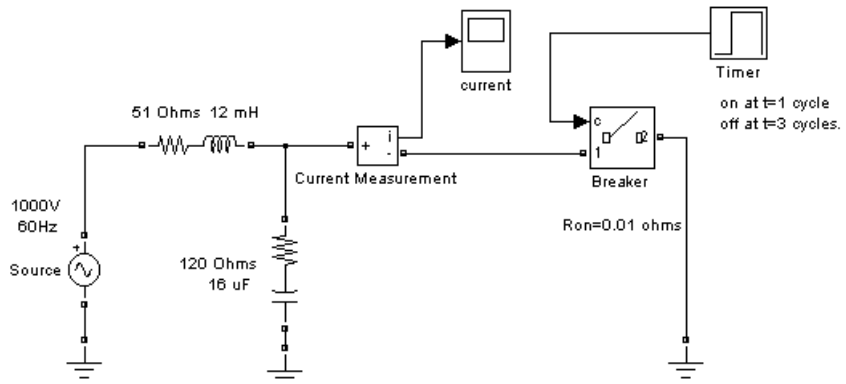 current
Timer
on at t=1 cycle
off at t=3 cycles.
51 Ohms 12 mH
+
i
-
Current Measurement
c
1
2
Breaker
Ron=0.01 ohms
1000V
60Hz
+
Source
120 Ohms
16 uF